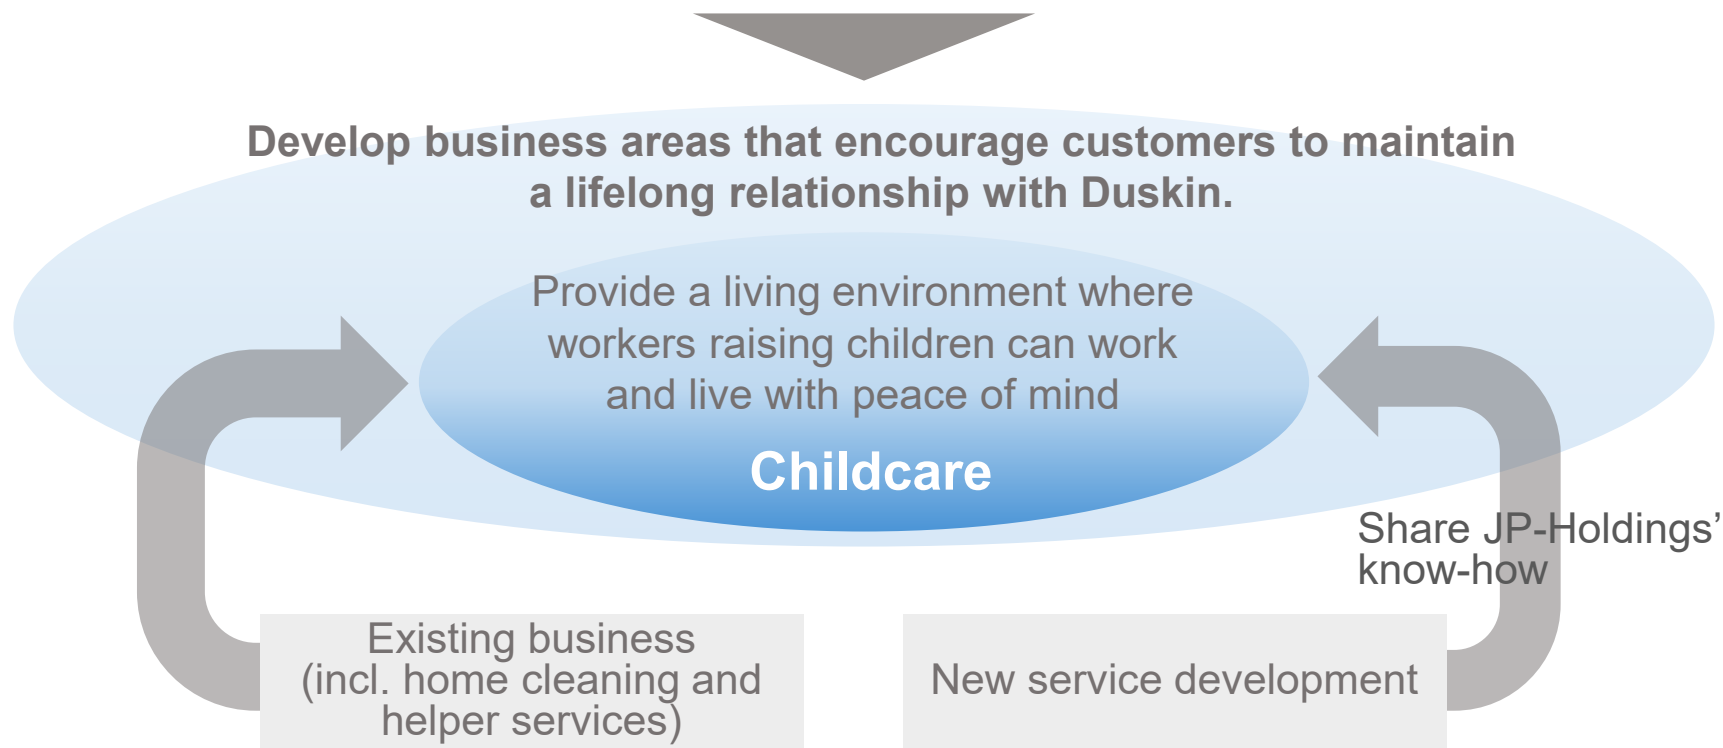 Develop business areas that encourage customers to maintain
a lifelong relationship with Duskin.
Provide a living environment where
workers raising children can work
and live with peace of mind
Childcare
Share JP-Holdings’
know-how
Existing business
(incl. home cleaning and
helper services)
New service development